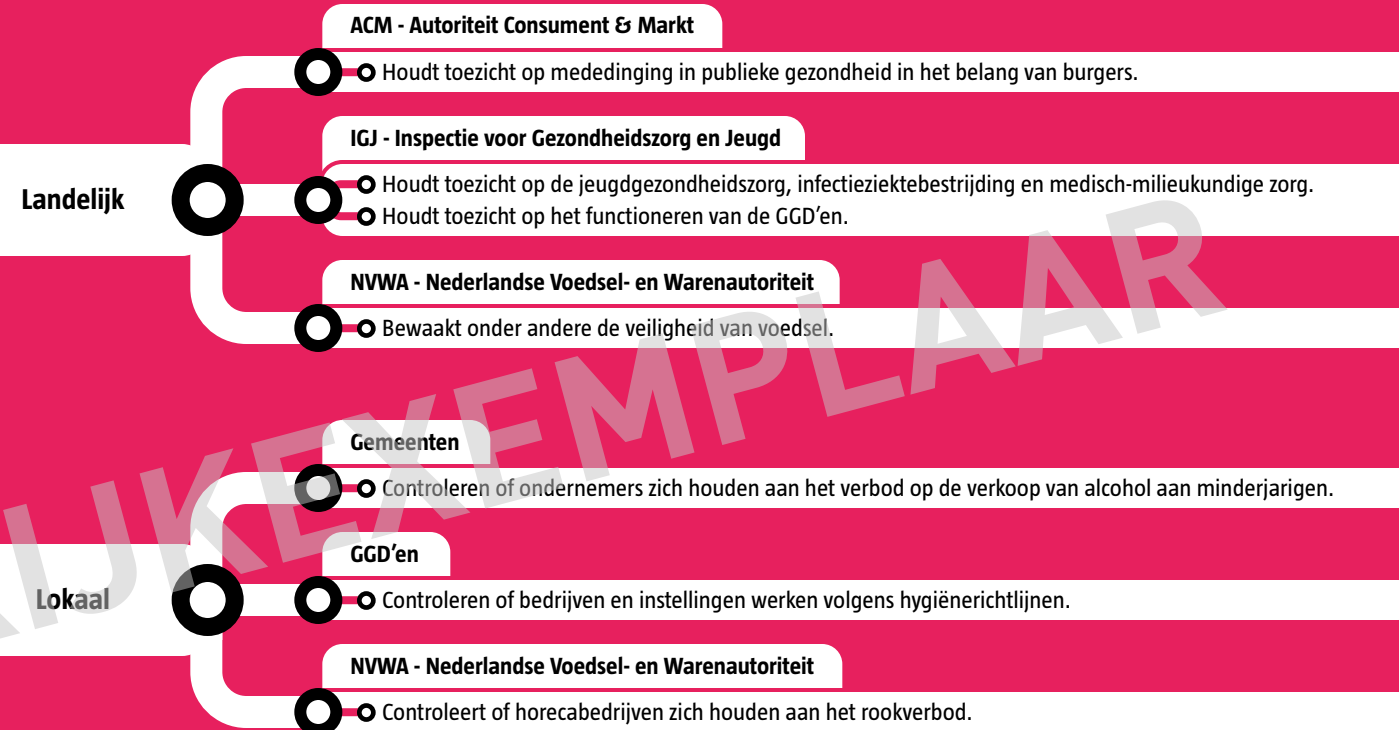 ACM - Autoriteit Consument & Markt
Houdt toezicht op mededinging in publieke gezondheid in het belang van burgers.
IGJ - Inspectie voor Gezondheidszorg en Jeugd
Landelijk
Houdt toezicht op de jeugdgezondheidszorg, infectieziektebestrijding en medisch-milieukundige zorg.
Houdt toezicht op het functioneren van de GGD'en.
NVWA - Nederlandse Voedsel- en Warenautoriteit
Bewaakt onder andere de veiligheid van voedsel.
Gemeenten
Controleren of ondernemers zich houden aan het verbod op de verkoop van alcohol aan minderjarigen.
GGD'en
Lokaal
Controleren of bedrijven en instellingen werken volgens hygiënerichtlijnen.
NVWA - Nederlandse Voedsel- en Warenautoriteit
Controleert of horecabedrijven zich houden aan het rookverbod.
IJKEXEMPLAAR